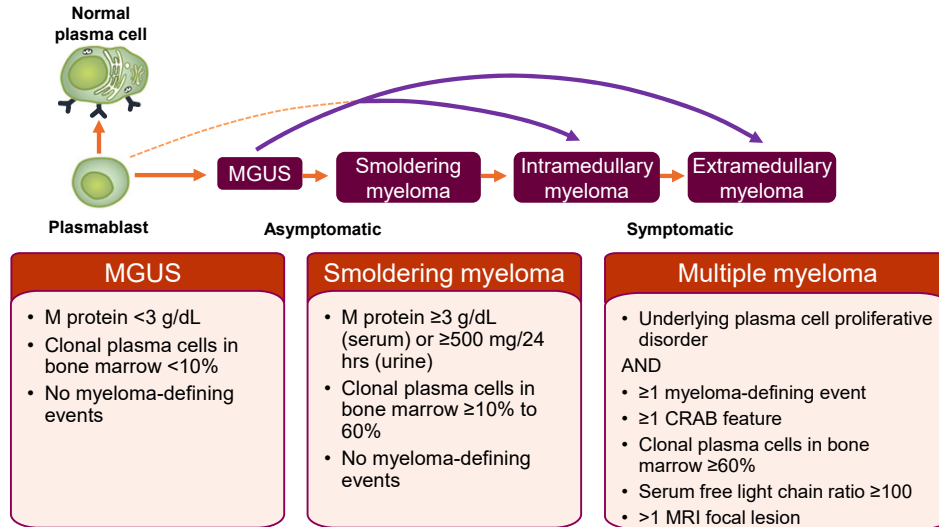 Normal
plasma cell
MGUS
Smoldering
myeloma
Intramedullary
myeloma
Extramedullary
myeloma
Plasmablast
Asymptomatic
Symptomatic
MGUS
• M protein <3 g/dL
• Clonal plasma cells in
bone marrow <10%
• No myeloma-defining
events
Smoldering myeloma
• M protein ≥3 g/dL
(serum) or ≥500 mg/24
hrs (urine)
• Clonal plasma cells in
bone marrow ≥10% to
60%
• No myeloma-defining
events
Multiple myeloma
• Underlying plasma cell proliferative
disorder
AND
• ≥1 myeloma-defining event
• ≥1 CRAB feature
• Clonal plasma cells in bone
marrow ≥60%
• Serum free light chain ratio ≥100
• >1 MRI focal lesion